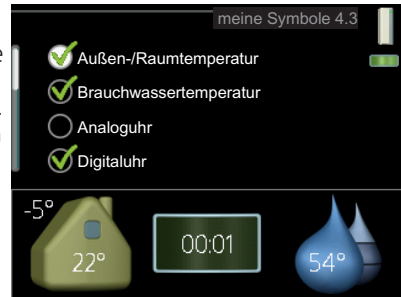 meine Symbole 4.3
Außen-/Raumtemperatur
Brauchwassertemperatur
Analoguhr
Digitaluhr
-5°
22°
00:01
54°